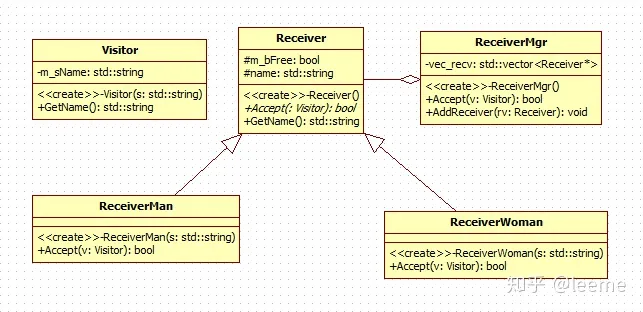 Visitor
-m_sName: std::string
<<create>>-Visitor(s: std::string)
+GetName(): std::string
Receiver
#m_bFree: bool
#name: std::string
<<create>>-Receiver()
+Accept(: Visitor): bool
+GetName(): std::string
ReceiverMgr
-vec_recv: std::vector<Receiver*>
<<create>>-ReceiverMgr()
+Accept(v: Visitor): bool
+AddReceiver(rv: Receiver): void
ReceiverMan
<<create>>-ReceiverMan(s: std::string)
+Accept(v: Visitor): bool
ReceiverWoman
<<create>>-ReceiverWoman(s: std::string)
+Accept(v: Visitor): bool
知乎 @leeme